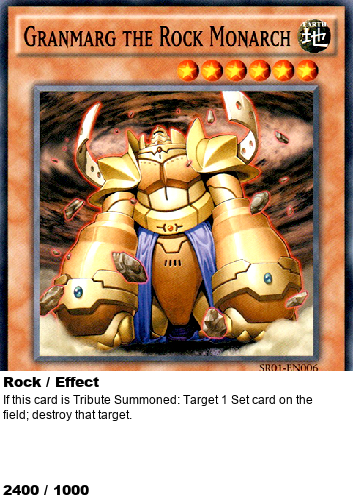 GRANMARG THE ROCK MONARCH
EARTH
地
SR01-EN006
Rock / Effect
If this card is Tribute Summoned: Target 1 Set card on the
field; destroy that target.
2400 / 1000